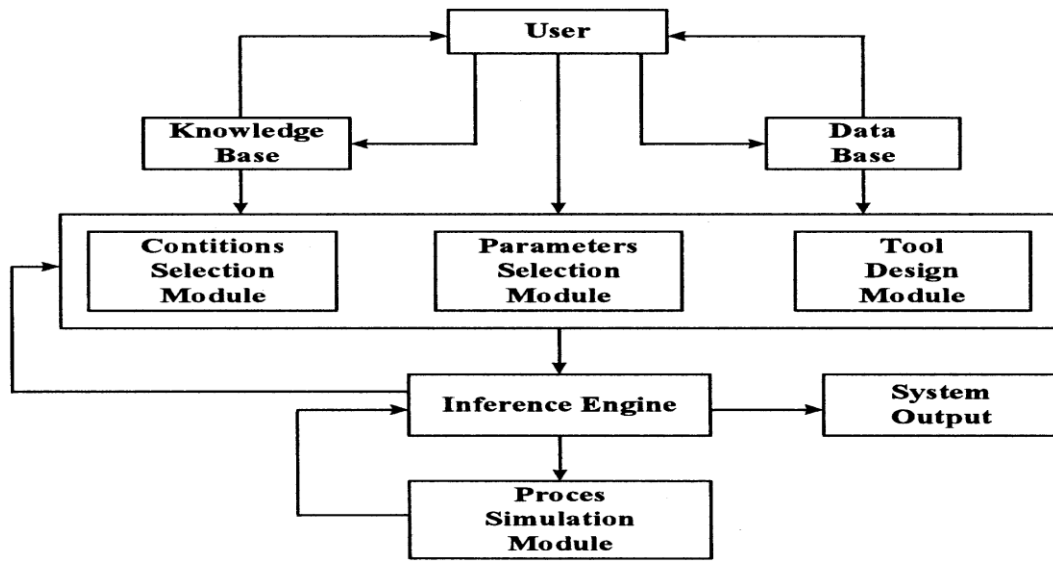 User
Knowledge
Base
Data
Base
Contitions
Selection
Module
Parameters
Selection
Module
Tool
Design
Module
Inference Engine
System
Output
Proces
Simulation
Module